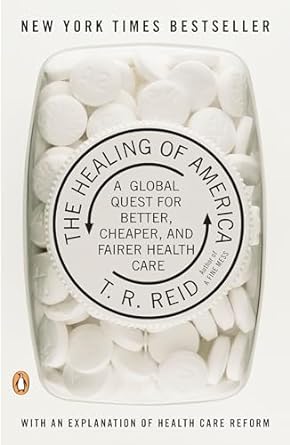 NEW YORK TIMES BESTSELLER
THE HEALING OF AMERICA
A GLOBAL
QUEST FOR
BETTER,
CHEAPER, AND
FAIRER HEALTH
CARE
T. R. REID
Author of
A FINE MESS
WITH AN EXPLANATION OF HEALTH CARE REFORM